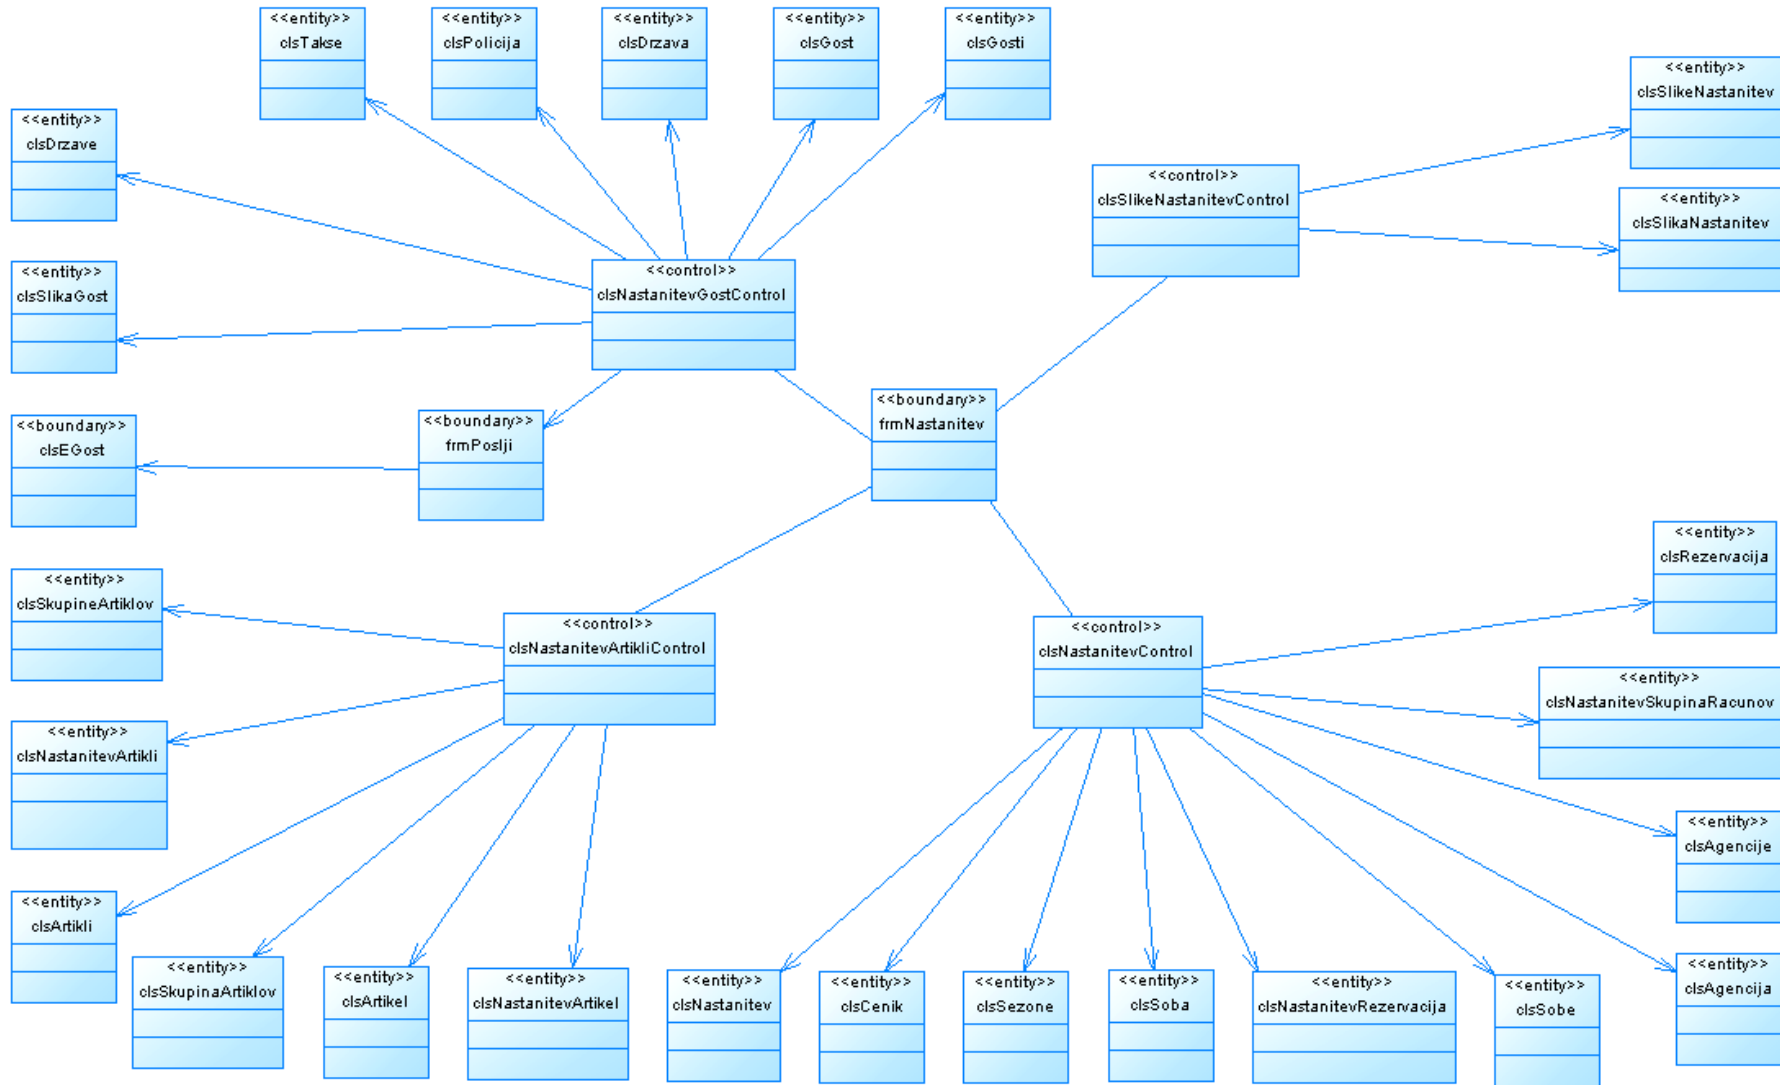 <<entity>>
clsTakse
<<entity>>
clsPolicija
<<entity>>
clsDrzava
<<entity>>
clsGost
<<entity>>
clsGosti
<<entity>>
clsSlikeNastanitev
<<entity>>
clsDrzave
<<control>>
clsSlikeNastanitevControl
<<entity>>
clsSlikaNastanitev
<<entity>>
clsSlikaGost
<<control>>
clsNastanitevGostControl
<<boundary>>
clsEGost
<<boundary>>
frmPoslji
<<boundary>>
frmNastanitev
<<entity>>
clsRezervacija
<<entity>>
clsSkupineArtiklov
<<control>>
clsNastanitevArtikliControl
<<control>>
clsNastanitevControl
<<entity>>
clsNastanitevSkupinaRacunov
<<entity>>
clsNastanitevArtikli
<<entity>>
clsAgencije
<<entity>>
clsArtikli
<<entity>>
clsSkupinaArtiklov
<<entity>>
clsArtikel
<<entity>>
clsNastanitevArtikel
<<entity>>
clsNastanitev
<<entity>>
clsCenik
<<entity>>
clsSezone
<<entity>>
clsSoba
<<entity>>
clsNastanitevRezervacija
<<entity>>
clsSobe
<<entity>>
clsAgencija